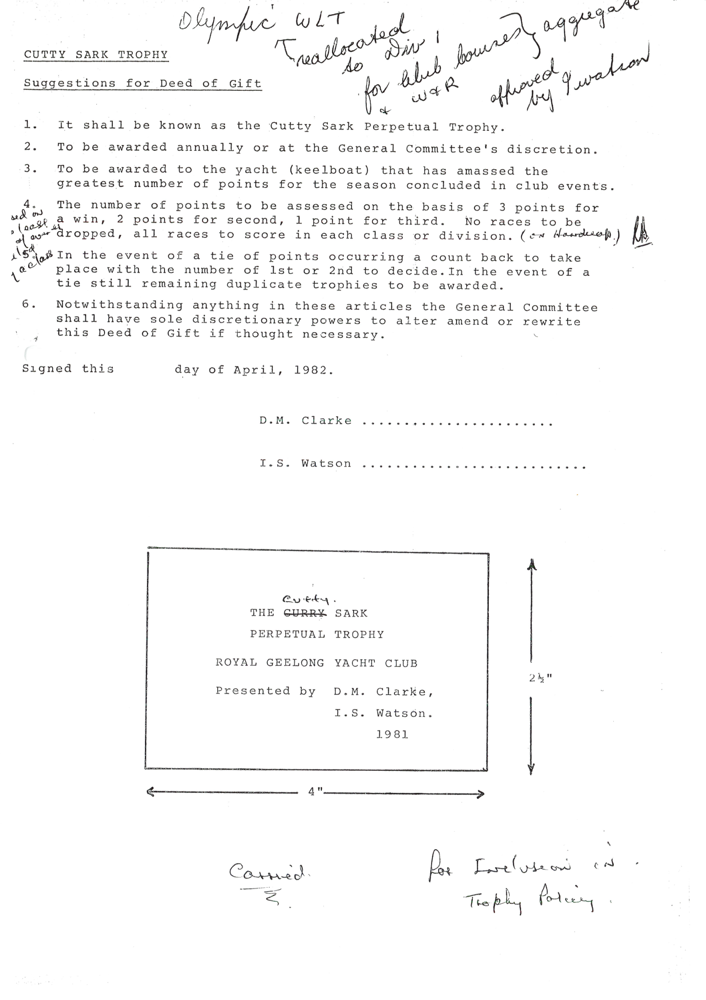 Olympic WLT
reallocated
to Div 1
for Club Courses } aggregate
& W & R
approved
by I Watson
CUTTY SARK TROPHY
Suggestions for Deed of Gift
1. It shall be known as the Cutty Sark Perpetual Trophy.
2. To be awarded annually or at the General Committee's discretion.
3. To be awarded to the yacht (keelboat) that has amassed the
greatest number of points for the season concluded in club events.
4. The number of points to be assessed on the basis of 3 points for
a win, 2 points for second, 1 point for third. No races to be
dropped, all races to score in each class or division. (on Handicap.)
sed on
least
of over
5. In the event of a tie of points occurring a count back to take
a class
place with the number of 1st or 2nd to decide.In the event of a
tie still remaining duplicate trophies to be awarded.
6. Notwithstanding anything in these articles the General Committee
shall have sole discretionary powers to alter amend or rewrite
this Deed of Gift if thought necessary.
Signed this day of April, 1982.
D.M. Clarke .......................
I.S. Watson ...........................
Cutty.
THE CURRY SARK
PERPETUAL TROPHY
ROYAL GEELONG YACHT CLUB
Presented by D.M. Clarke,
I.S. Watson.
1981
2½"
4"
Carried.
For Inclusion in
Trophy Policy.